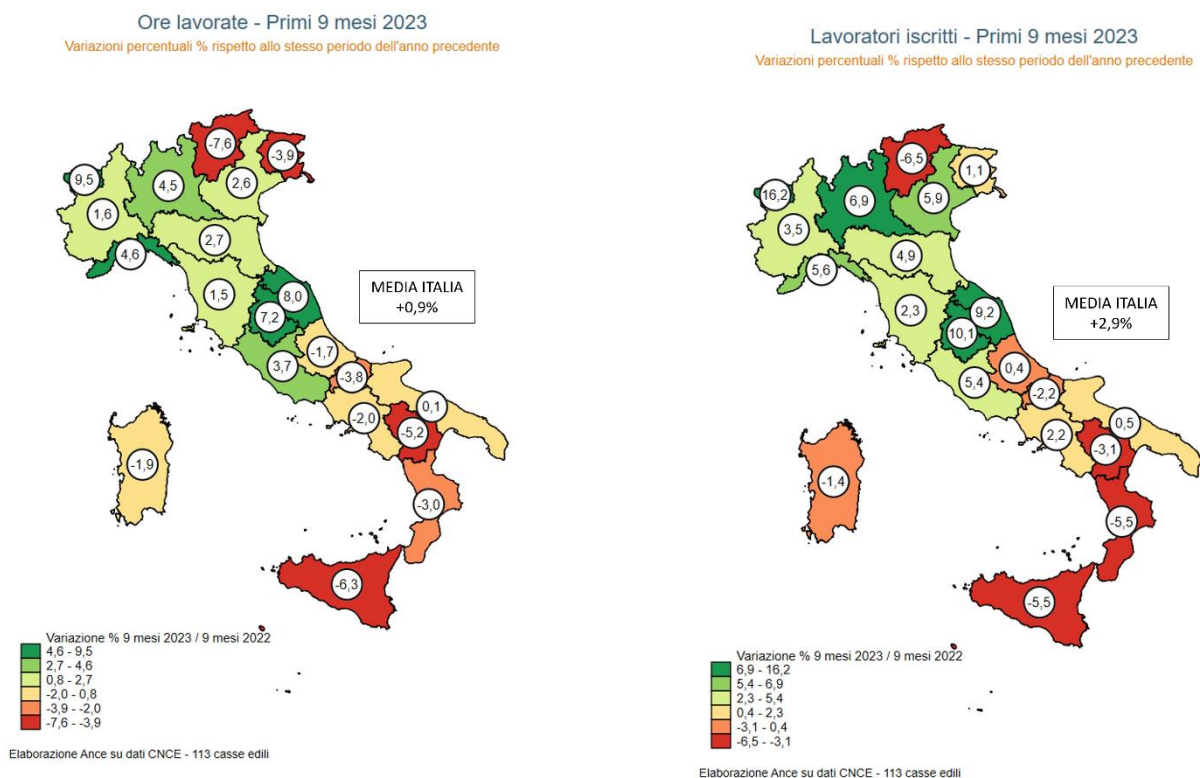 Ore lavorate - Primi 9 mesi 2023
Variazioni percentuali % rispetto allo stesso periodo dell'anno precedente
-7,6
-3,9
9,5
4,5
2,6
1,6
2,7
4,6
1,5
8,0
7,2
MEDIA ITALIA
+0,9%
-1,7
3,7
-3,8
0,1
-2,0
-5,2
-1,9
-3,0
-6,3
Variazione % 9 mesi 2023 / 9 mesi 2022
4,6 - 9,5
2,7 - 4,6
0,8 - 2,7
-2,0 - 0,8
-3,9 - -2,0
-7,6 - -3,9
Elaborazione Ance su dati CNCE - 113 casse edili
Lavoratori iscritti - Primi 9 mesi 2023
Variazioni percentuali % rispetto allo stesso periodo dell'anno precedente
-6,5
1,1
16,2
6,9
5,9
3,5
4,9
5,6
2,3
9,2
10,1
MEDIA ITALIA
+2,9%
0,4
5,4
-2,2
0,5
2,2
-3,1
-1,4
-5,5
-5,5
Variazione % 9 mesi 2023 / 9 mesi 2022
6,9 - 16,2
5,4 - 6,9
2,3 - 5,4
0,4 - 2,3
-3,1 - 0,4
-6,5 - -3,1
Elaborazione Ance su dati CNCE - 113 casse edili